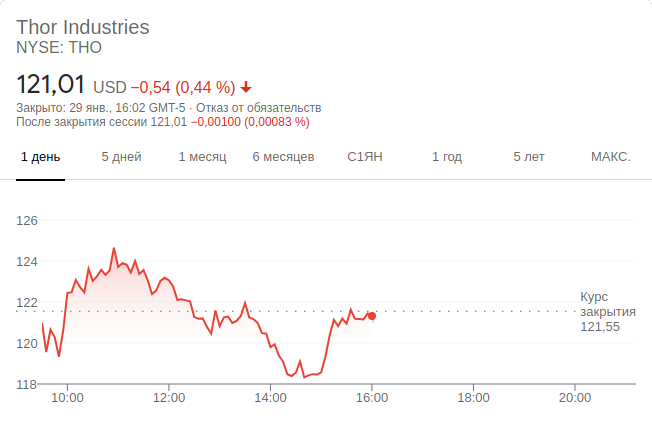 Thor Industries
NYSE: THO
121,01 USD −0,54 (0,44 %)
Закрыто: 29 янв., 16:02 GMT-5 · Отказ от обязательств
После закрытия сессии 121,01 −0,00100 (0,00083 %)
1 день 5 дней 1 месяц 6 месяцев С1ЯН 1 год 5 лет МАКС.
126
124
122
120
118
Курс
закрытия
121,55
10:00 12:00 14:00 16:00 18:00 20:00